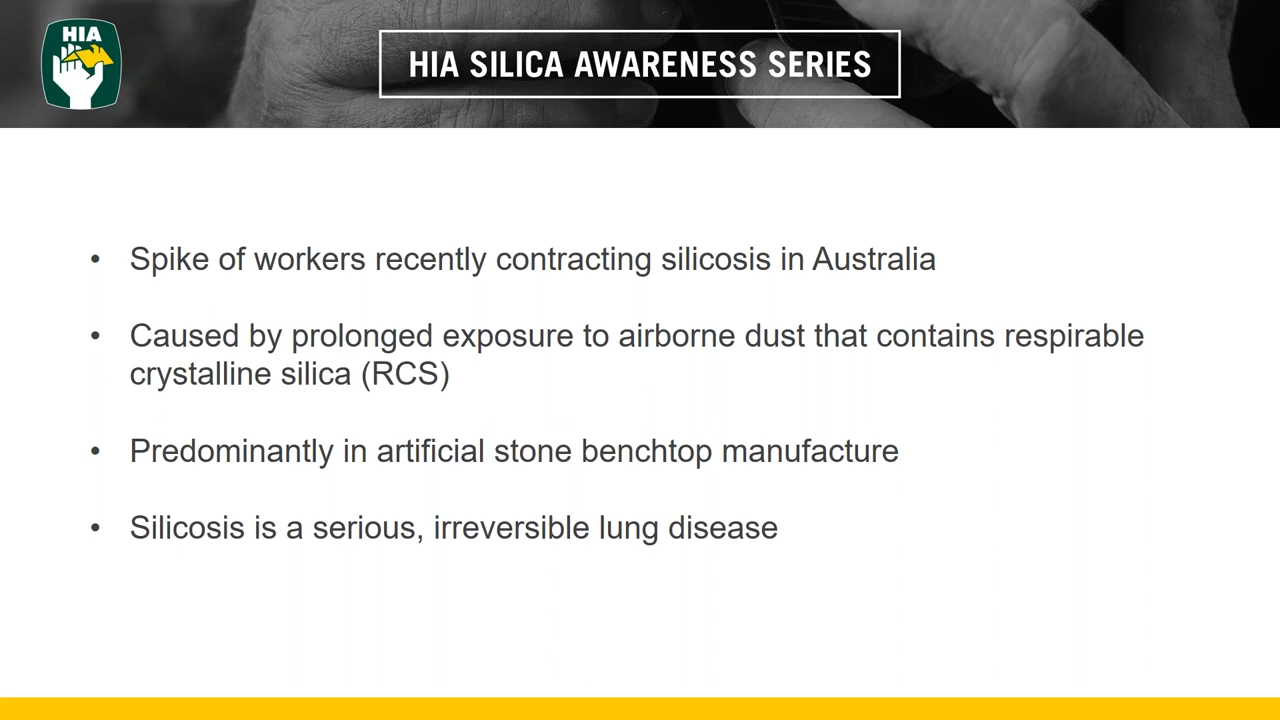 HIA
HIA SILICA AWARENESS SERIES
• Spike of workers recently contracting silicosis in Australia
• Caused by prolonged exposure to airborne dust that contains respirable
crystalline silica (RCS)
• Predominantly in artificial stone benchtop manufacture
• Silicosis is a serious, irreversible lung disease